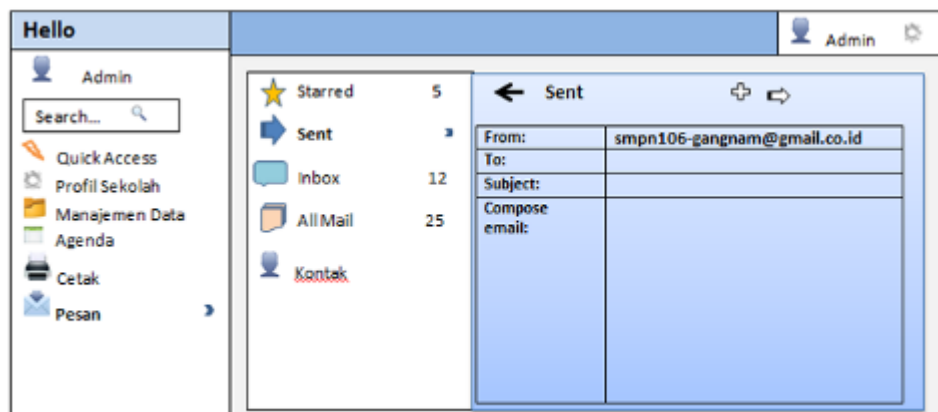 Hello
Admin
Admin
Search...
Quick Access
Profil Sekolah
Manajemen Data
Agenda
Cetak
Pesan
Starred 5
Sent
Inbox 12
All Mail 25
Kontak
Sent
From: smpn106-gangnam@gmail.co.id
To:
Subject:
Compose
email: